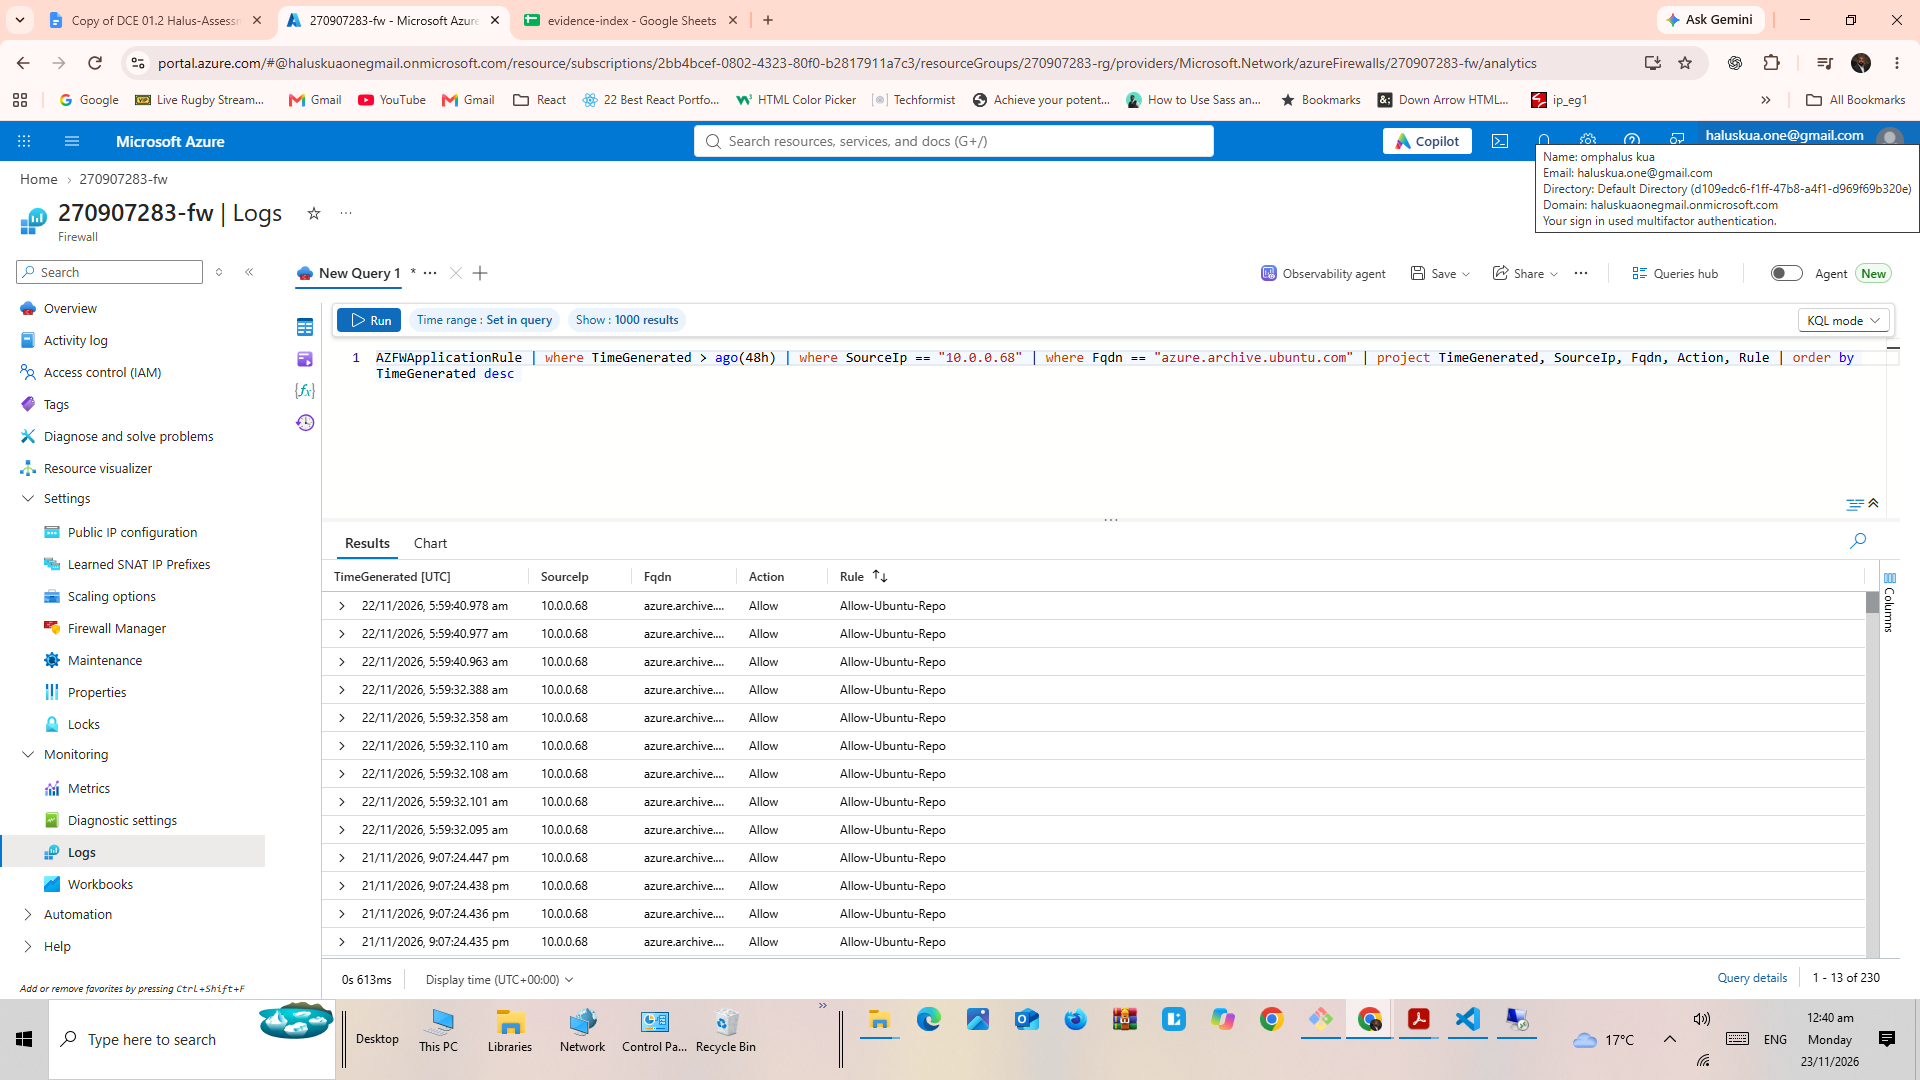 Copy of DCE 01.2 Halus-Assessm
270907283-fw - Microsoft Azure
evidence-index - Google Sheets
Ask Gemini
portal.azure.com/#@haluskuaonegmail.onmicrosoft.com/resource/subscriptions/2bb4bcef-0802-4323-80f0-b2817911a7c3/resourceGroups/270907283-rg/providers/Microsoft.Network/azureFirewalls/270907283-fw/analytics
Google
Live Rugby Stream...
Gmail
YouTube
Gmail
React
22 Best React Portfo...
HTML Color Picker
Techformist
Achieve your potent...
How to Use Sass an...
Bookmarks
Down Arrow HTML...
ip_eg1
All Bookmarks
Microsoft Azure
Search resources, services, and docs (G+/)
Copilot
haluskua.one@gmail.com
Name: omphalus kua
Email: haluskua.one@gmail.com
Directory: Default Directory (d109edc6-f1ff-47b8-a4f1-d969f69b320e)
Domain: haluskuaonegmail.onmicrosoft.com
Your sign in used multifactor authentication.
Home > 270907283-fw
270907283-fw | Logs
Firewall
Search
Overview
Activity log
Access control (IAM)
Tags
Diagnose and solve problems
Resource visualizer
Settings
Public IP configuration
Learned SNAT IP Prefixes
Scaling options
Firewall Manager
Maintenance
Properties
Locks
Monitoring
Metrics
Diagnostic settings
Logs
Workbooks
Automation
Help
Add or remove favorites by pressing Ctrl+Shift+F
New Query 1 *
Observability agent
Save
Share
Queries hub
Agent
New
Run
Time range : Set in query
Show : 1000 results
KQL mode
1 AZFWApplicationRule | where TimeGenerated > ago(48h) | where SourceIp == "10.0.0.68" | where Fqdn == "azure.archive.ubuntu.com" | project TimeGenerated, SourceIp, Fqdn, Action, Rule | order by
TimeGenerated desc
Results
Chart
TimeGenerated [UTC] SourceIp Fqdn Action Rule
22/11/2026, 5:59:40.978 am 10.0.0.68 azure.archive.... Allow Allow-Ubuntu-Repo
22/11/2026, 5:59:40.977 am 10.0.0.68 azure.archive.... Allow Allow-Ubuntu-Repo
22/11/2026, 5:59:40.963 am 10.0.0.68 azure.archive.... Allow Allow-Ubuntu-Repo
22/11/2026, 5:59:32.388 am 10.0.0.68 azure.archive.... Allow Allow-Ubuntu-Repo
22/11/2026, 5:59:32.358 am 10.0.0.68 azure.archive.... Allow Allow-Ubuntu-Repo
22/11/2026, 5:59:32.110 am 10.0.0.68 azure.archive.... Allow Allow-Ubuntu-Repo
22/11/2026, 5:59:32.108 am 10.0.0.68 azure.archive.... Allow Allow-Ubuntu-Repo
22/11/2026, 5:59:32.101 am 10.0.0.68 azure.archive.... Allow Allow-Ubuntu-Repo
22/11/2026, 5:59:32.095 am 10.0.0.68 azure.archive.... Allow Allow-Ubuntu-Repo
21/11/2026, 9:07:24.447 pm 10.0.0.68 azure.archive.... Allow Allow-Ubuntu-Repo
21/11/2026, 9:07:24.438 pm 10.0.0.68 azure.archive.... Allow Allow-Ubuntu-Repo
21/11/2026, 9:07:24.436 pm 10.0.0.68 azure.archive.... Allow Allow-Ubuntu-Repo
21/11/2026, 9:07:24.435 pm 10.0.0.68 azure.archive.... Allow Allow-Ubuntu-Repo
Columns
0s 613ms
Display time (UTC+00:00)
Query details
1 - 13 of 230
Type here to search
Desktop
This PC
Libraries
Network
Control Pa...
Recycle Bin
17°C
ENG
12:40 am
Monday
23/11/2026